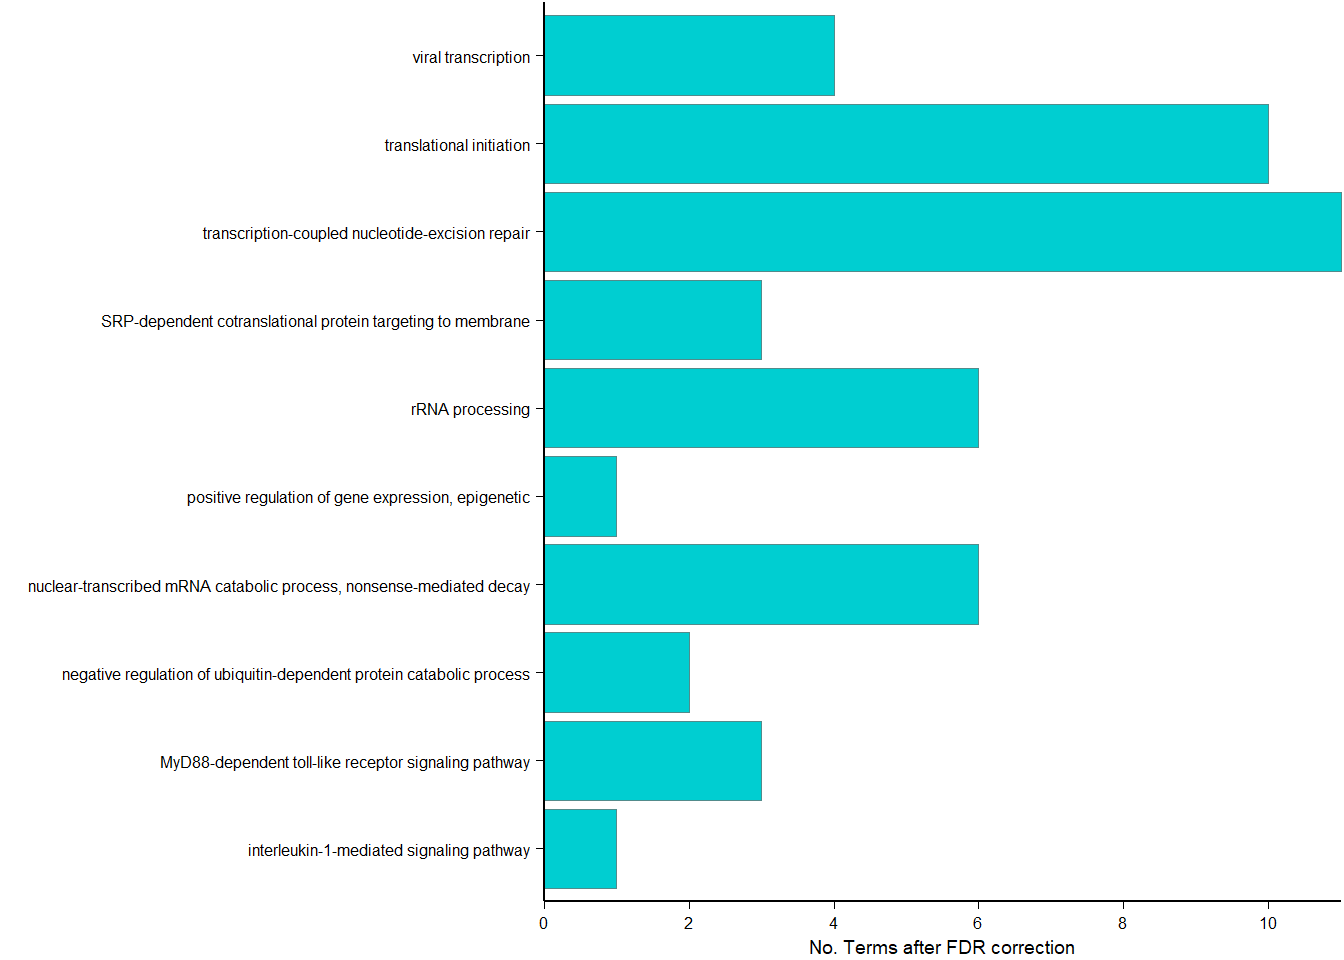 viral transcription
translational initiation
transcription-coupled nucleotide-excision repair
SRP-dependent cotranslational protein targeting to membrane
rRNA processing
positive regulation of gene expression, epigenetic
nuclear-transcribed mRNA catabolic process, nonsense-mediated decay
negative regulation of ubiquitin-dependent protein catabolic process
MyD88-dependent toll-like receptor signaling pathway
interleukin-1-mediated signaling pathway
0 2 4 6 8 10
No. Terms after FDR correction